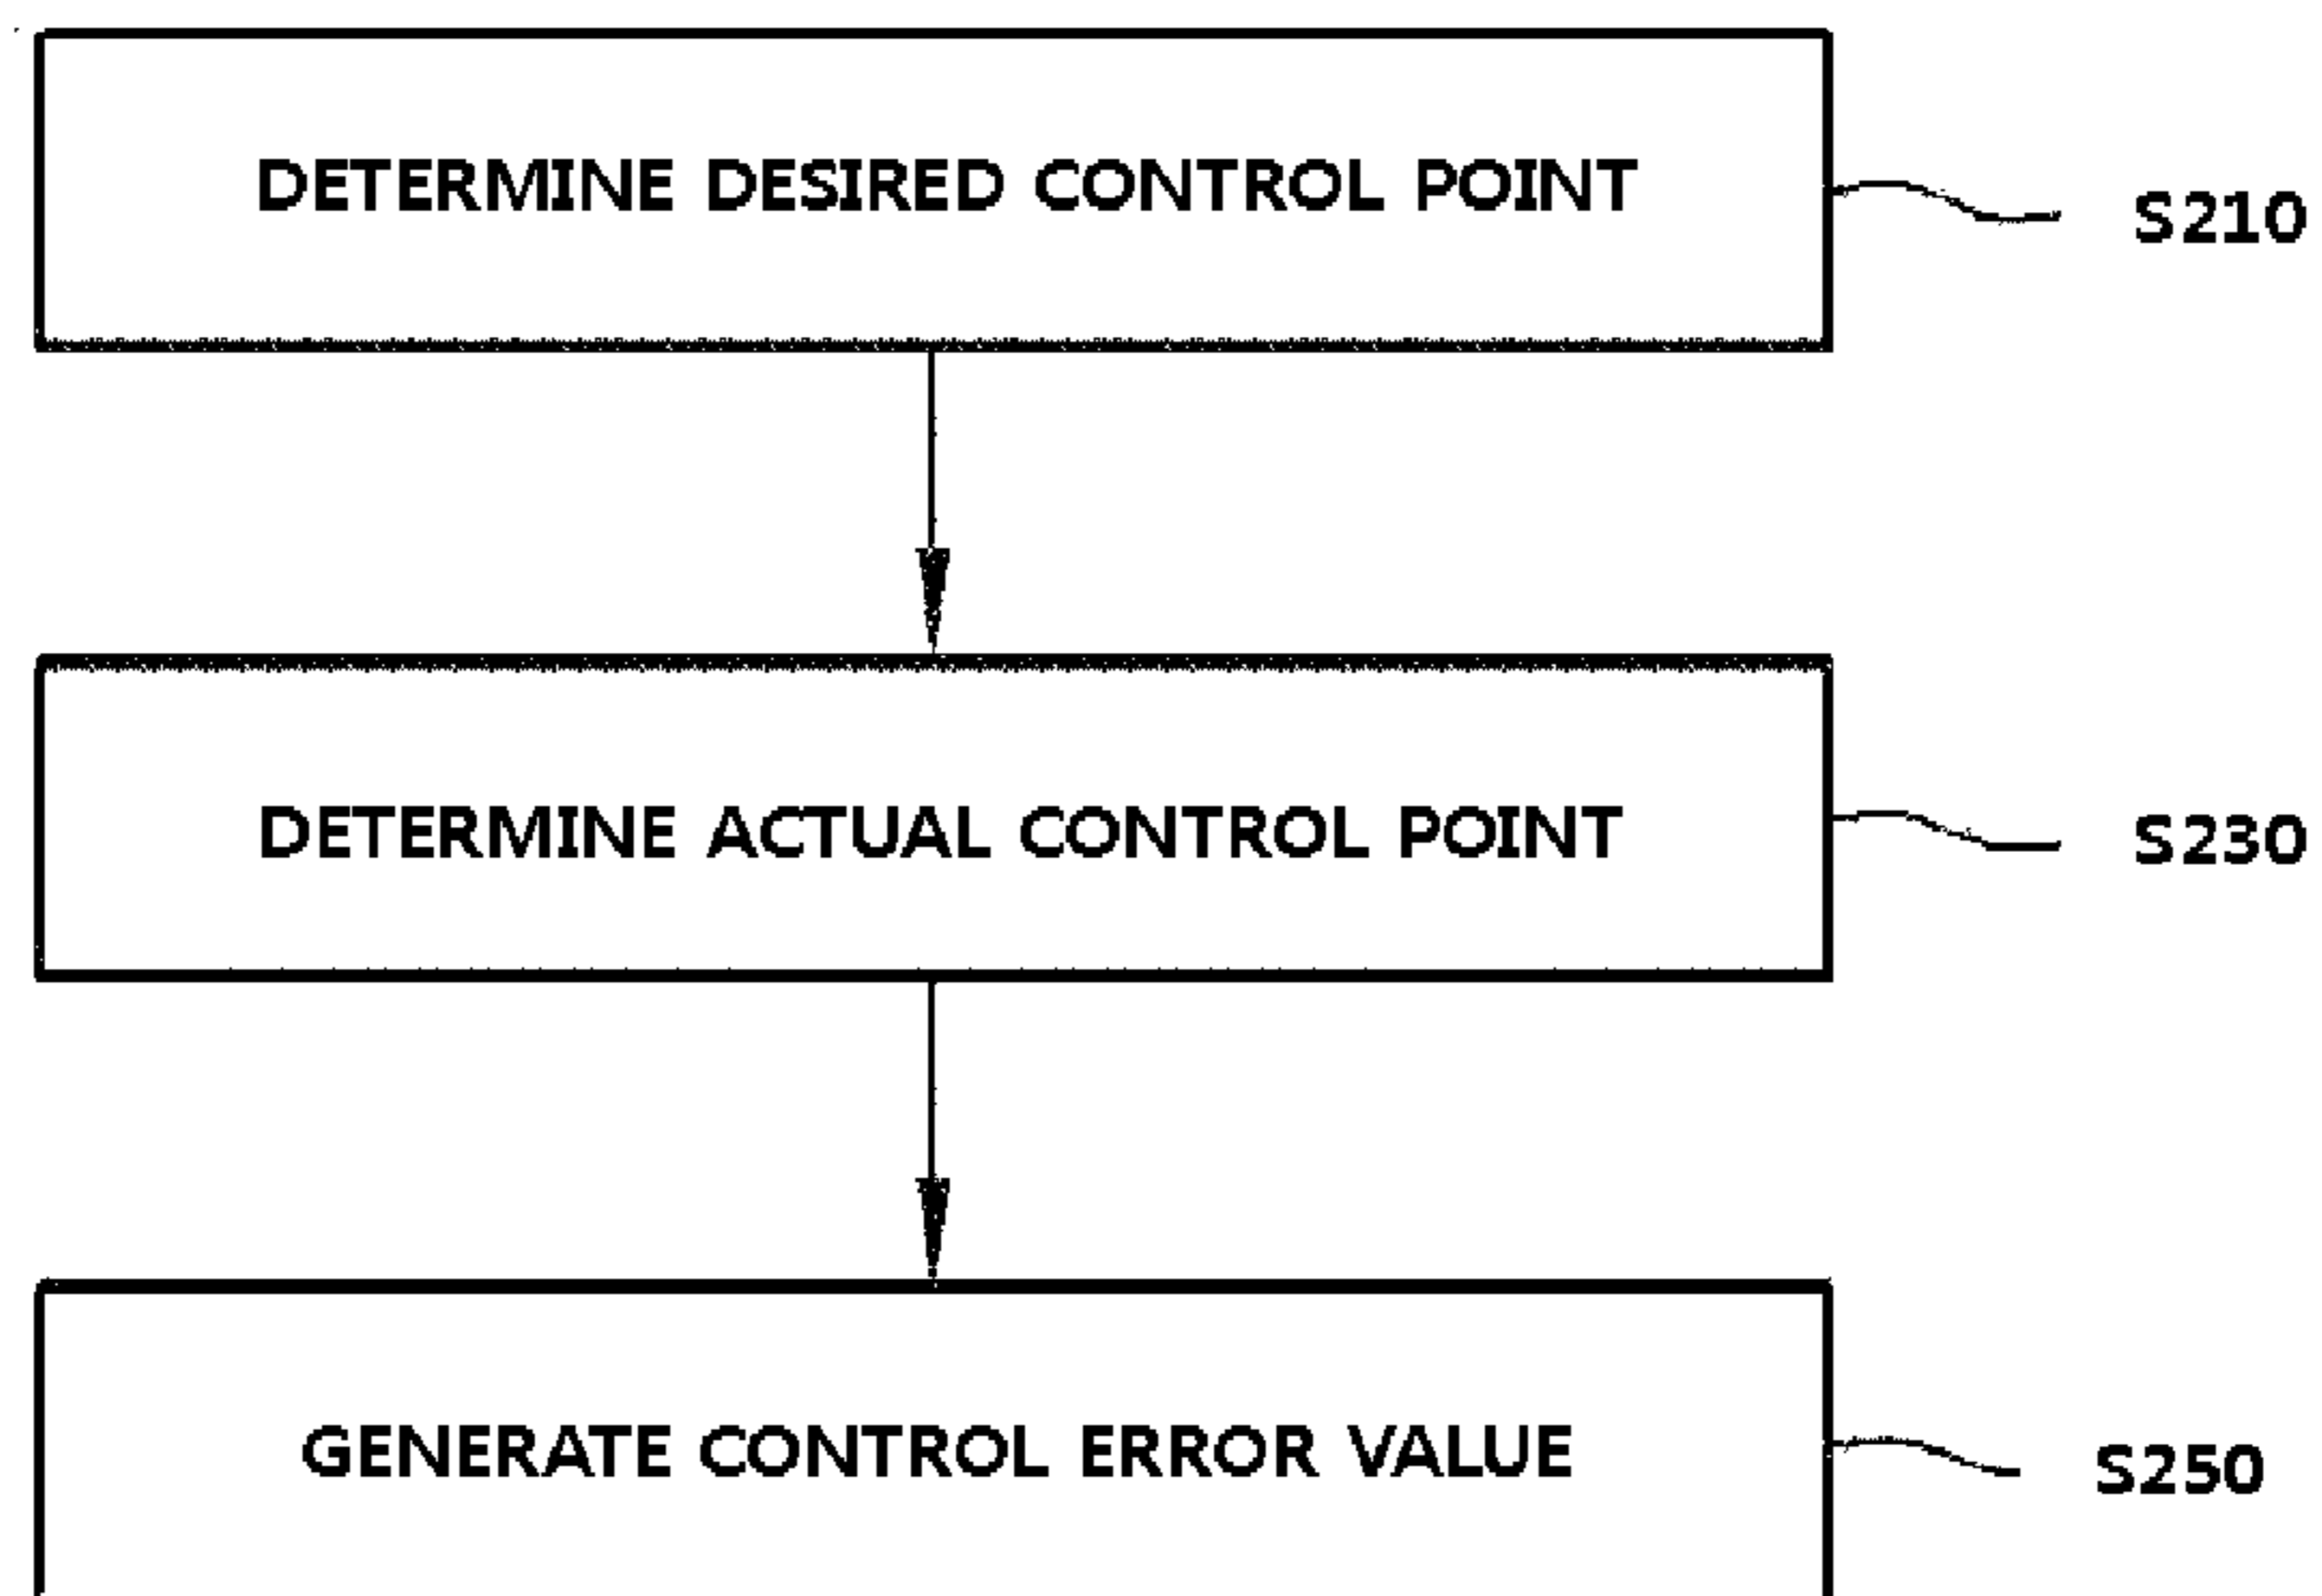 DETERMINE DESIRED CONTROL POINT
S210
DETERMINE ACTUAL CONTROL POINT
S230
GENERATE CONTROL ERROR VALUE
S250